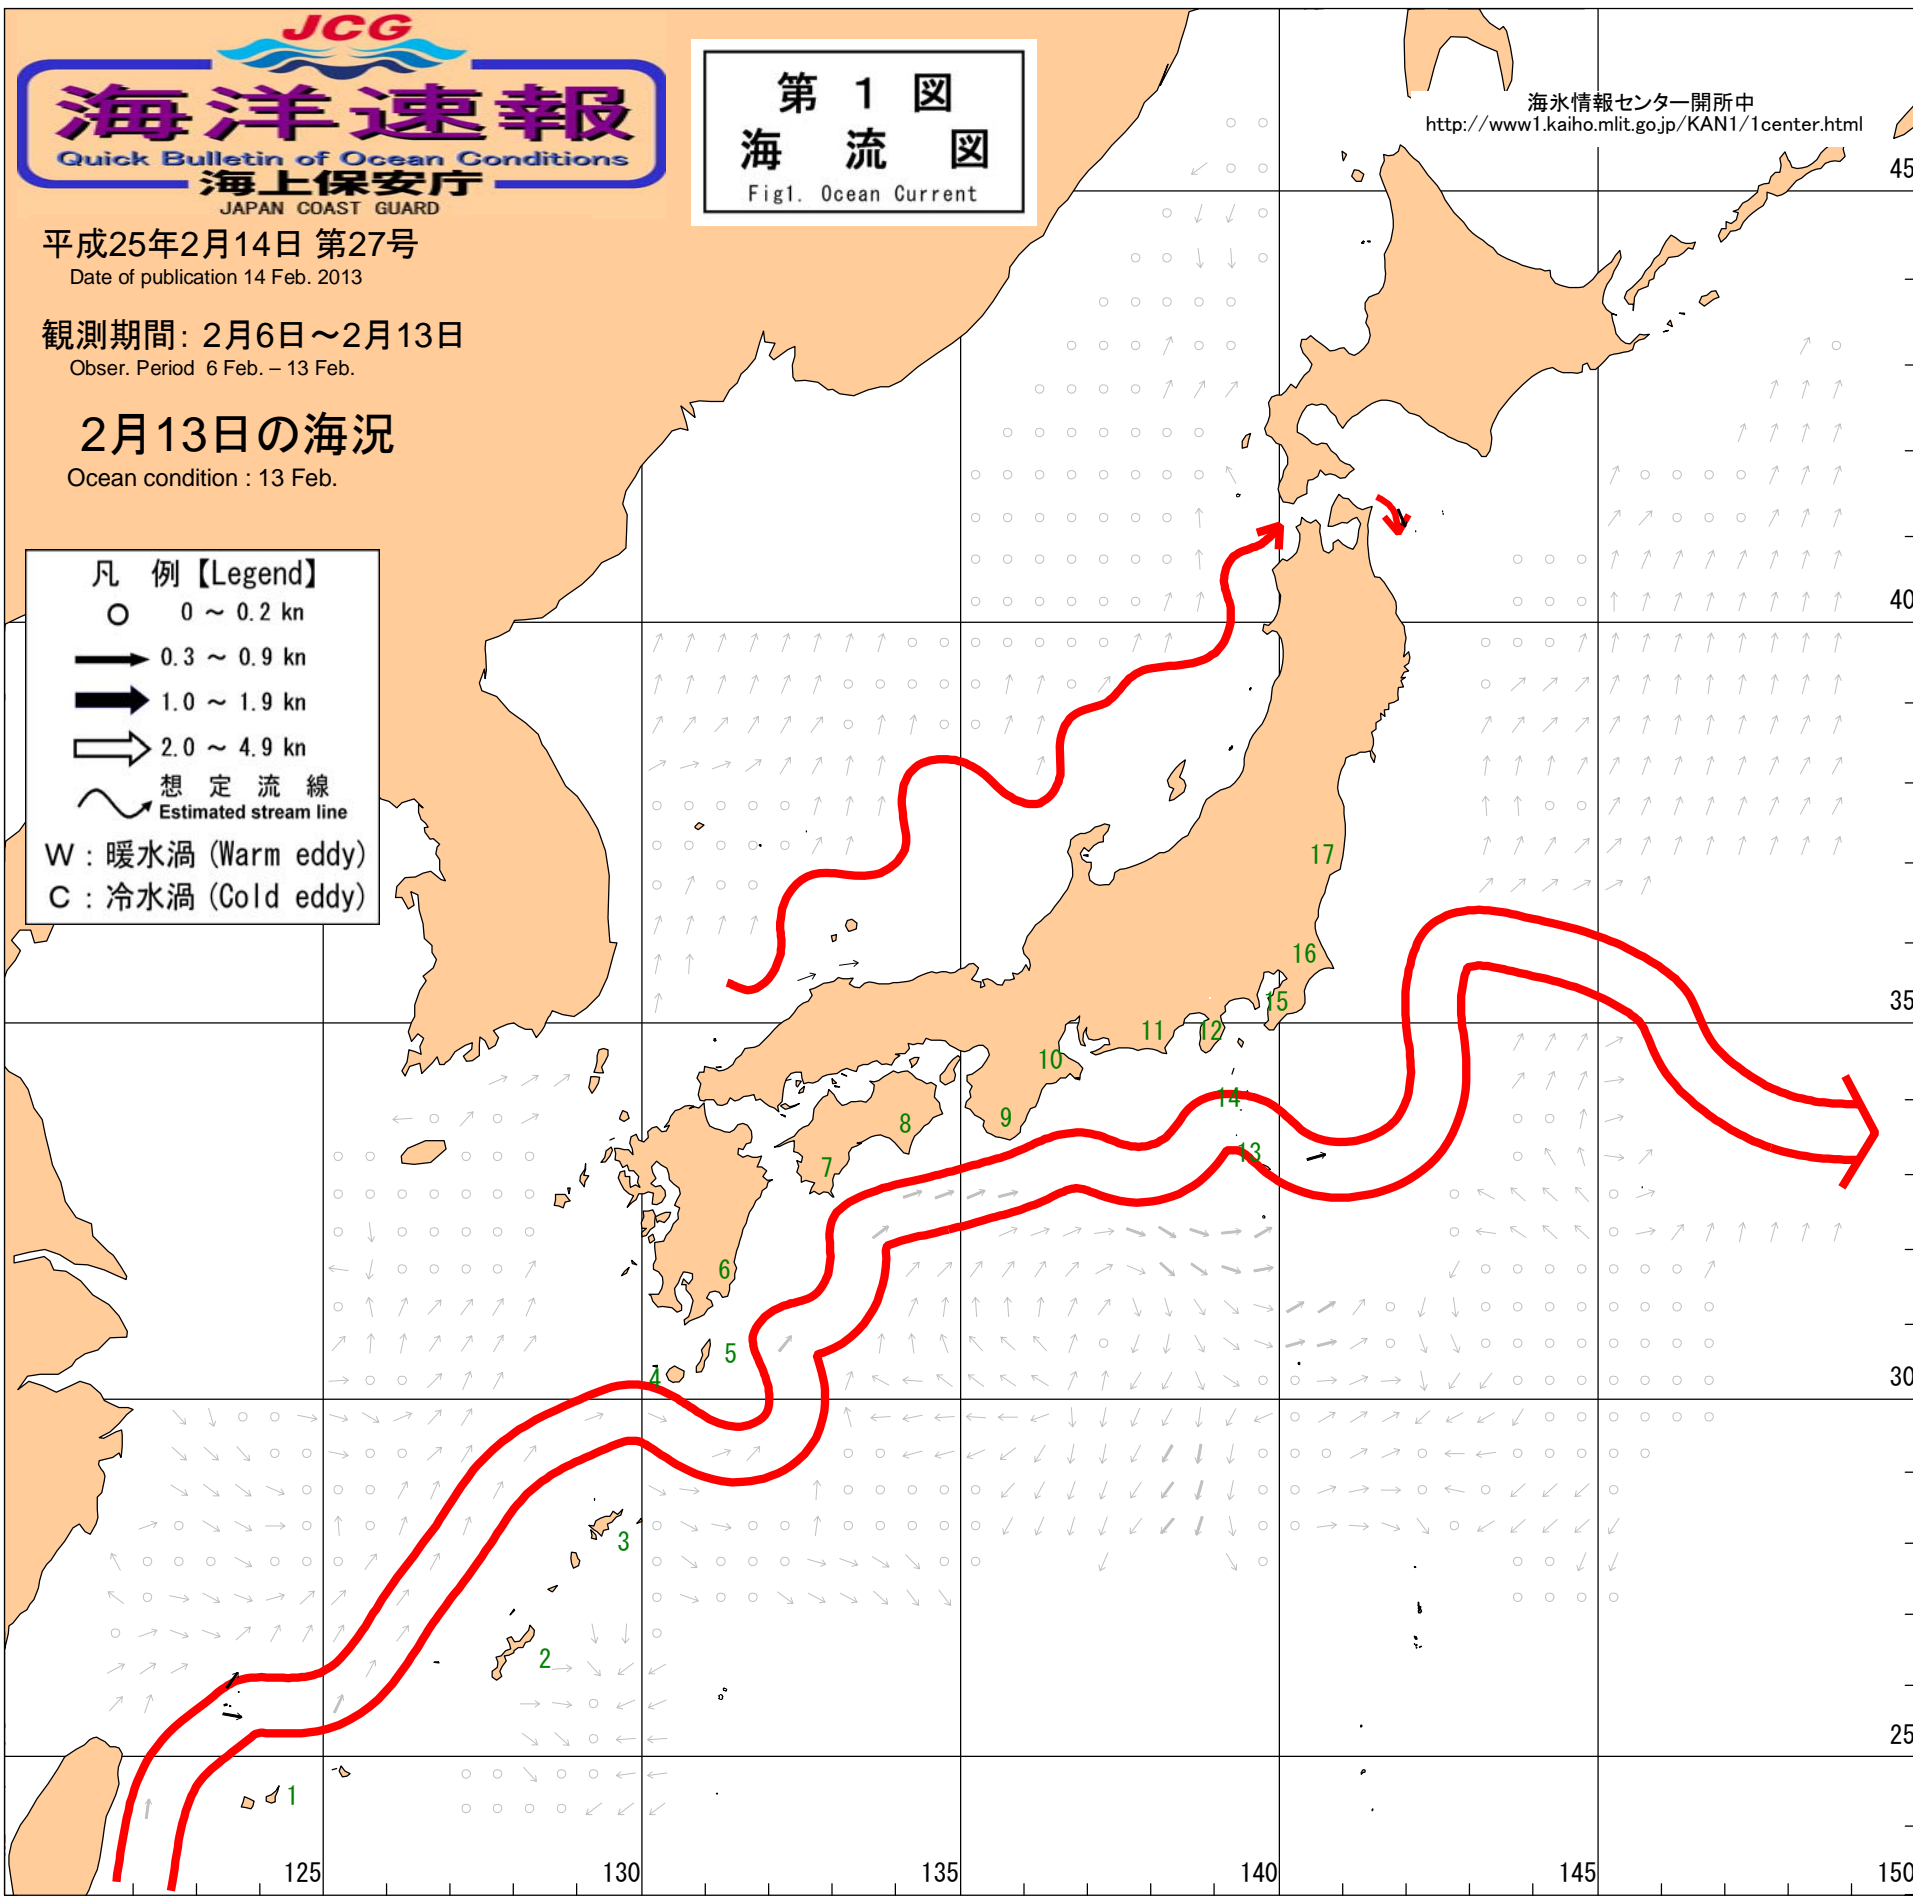 JCG
海洋速報
Quick Bulletin of Ocean Conditions
海上保安庁
JAPAN COAST GUARD
第 1 図
海 流 図
Fig1. Ocean Current
海氷情報センター開所中
http://www1.kaiho.mlit.go.jp/KAN1/1center.html
平成25年2月14日 第27号
Date of publication 14 Feb. 2013
観測期間: 2月6日～2月13日
Obser. Period 6 Feb. – 13 Feb.
2月13日の海況
Ocean condition : 13 Feb.
凡 例【Legend】
0 ～ 0.2 kn
0.3 ～ 0.9 kn
1.0 ～ 1.9 kn
2.0 ～ 4.9 kn
想 定 流 線
Estimated stream line
W : 暖水渦 (Warm eddy)
C : 冷水渦 (Cold eddy)
45
40
35
30
25
17
16
15
11
12
10
14
9
8
13
7
6
5
4
3
2
1
125
130
135
140
145
150